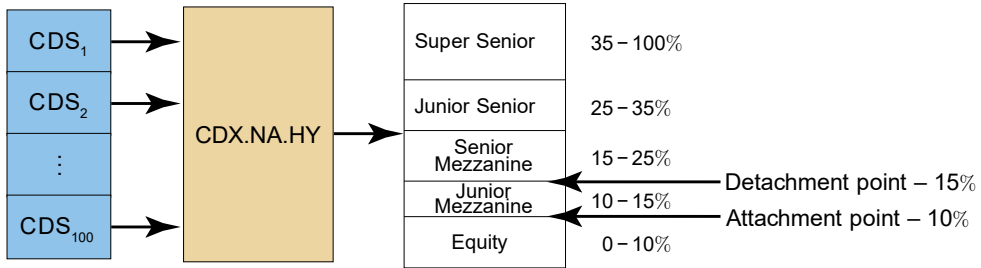 CDS₁
CDS₂
⋮
CDS₁₀₀
CDX.NA.HY
Super Senior 35 – 100%
Junior Senior 25 – 35%
Senior
Mezzanine 15 – 25%
Junior
Mezzanine 10 – 15%
Equity 0 – 10%
Detachment point – 15%
Attachment point – 10%